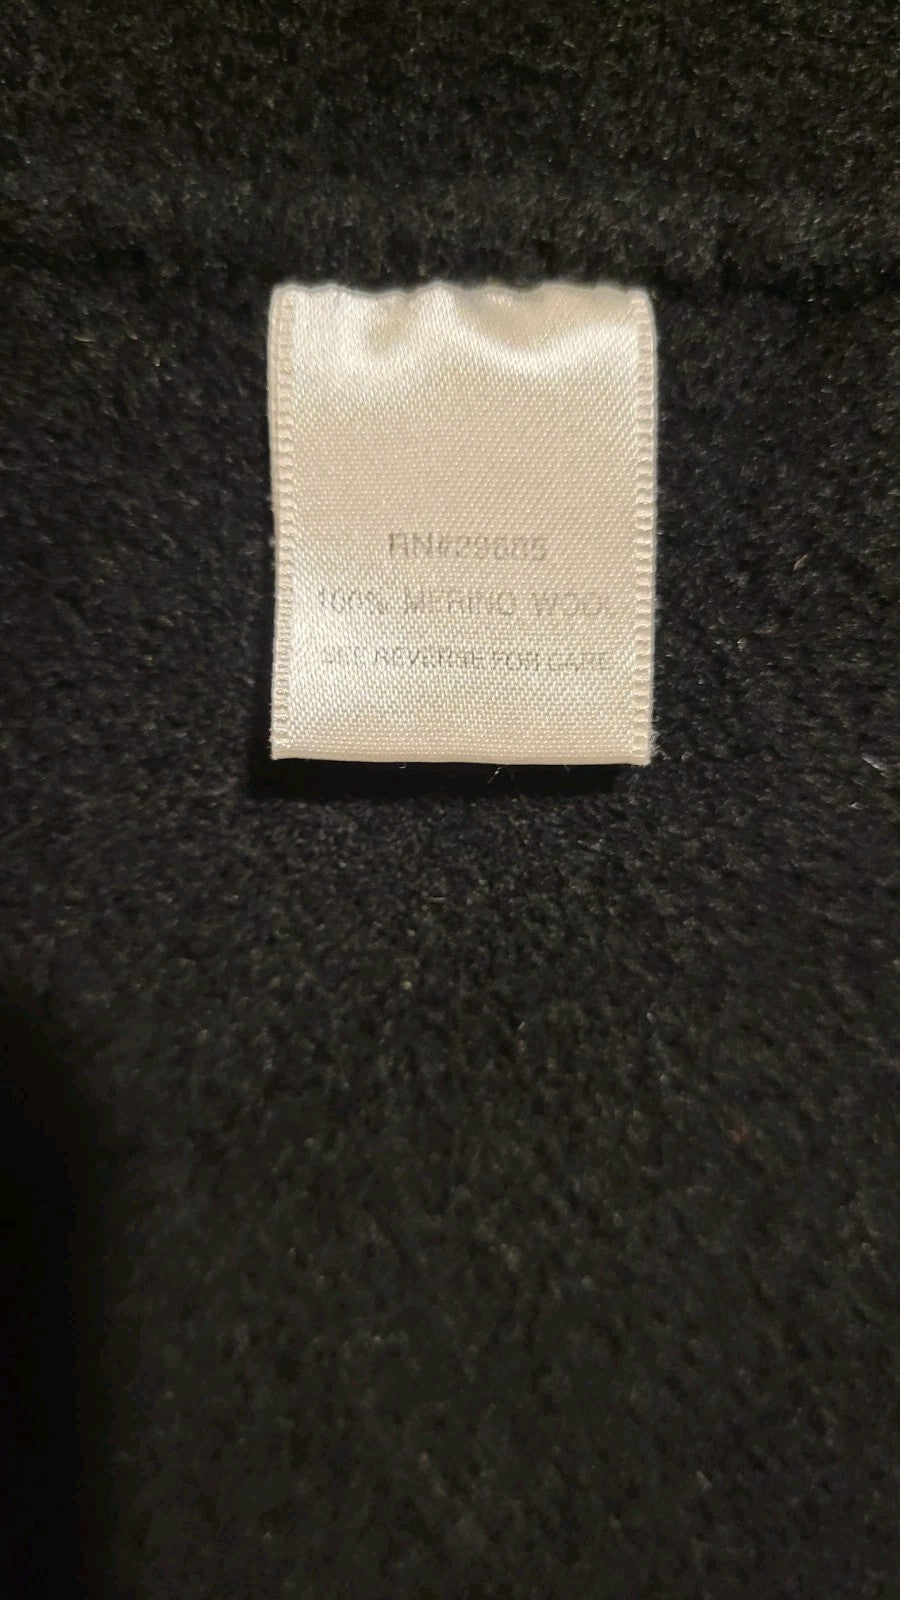 RN#29685
100% MERINO WOOL
SEE REVERSE FOR CARE